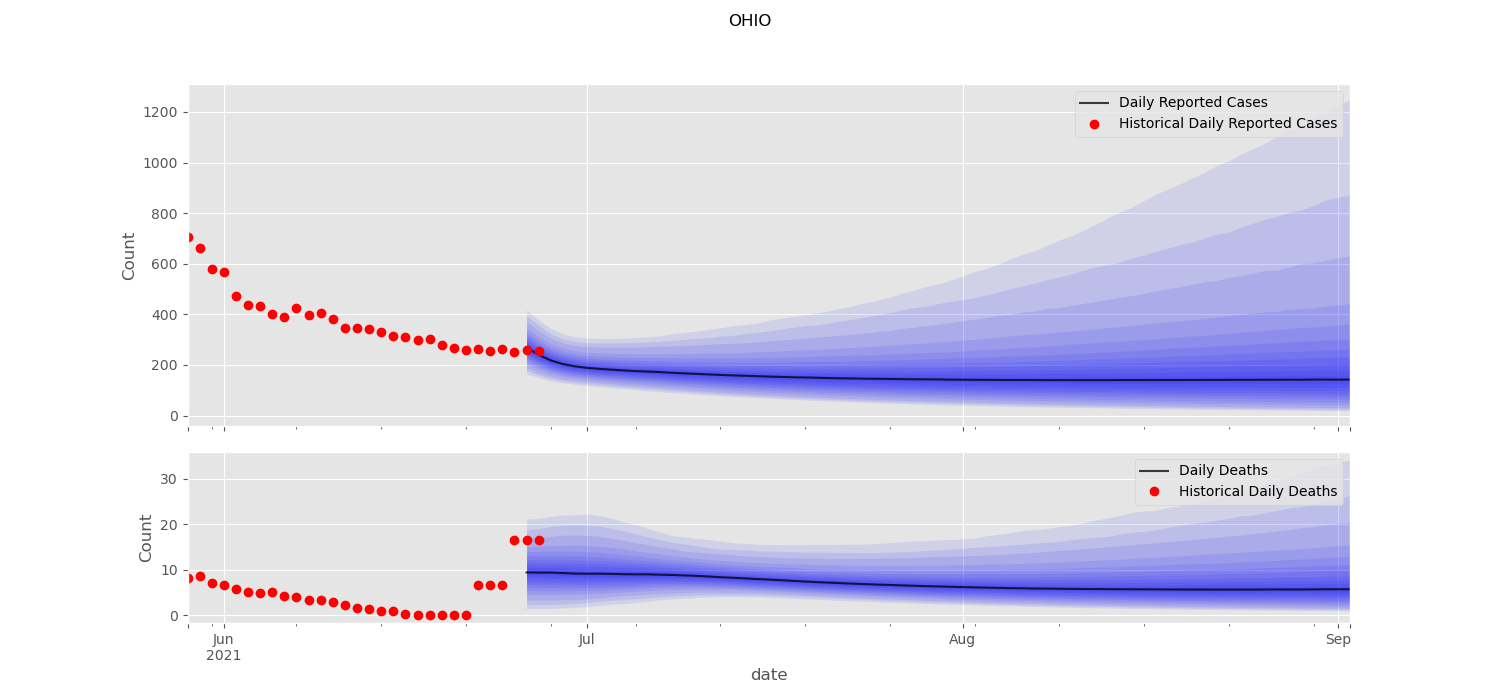 OHIO
1200
1000
800
600
400
200
0
Count
Daily Reported Cases
Historical Daily Reported Cases
30
20
10
0
Count
Daily Deaths
Historical Daily Deaths
Jun
2021
Jul
Aug
Sep
date